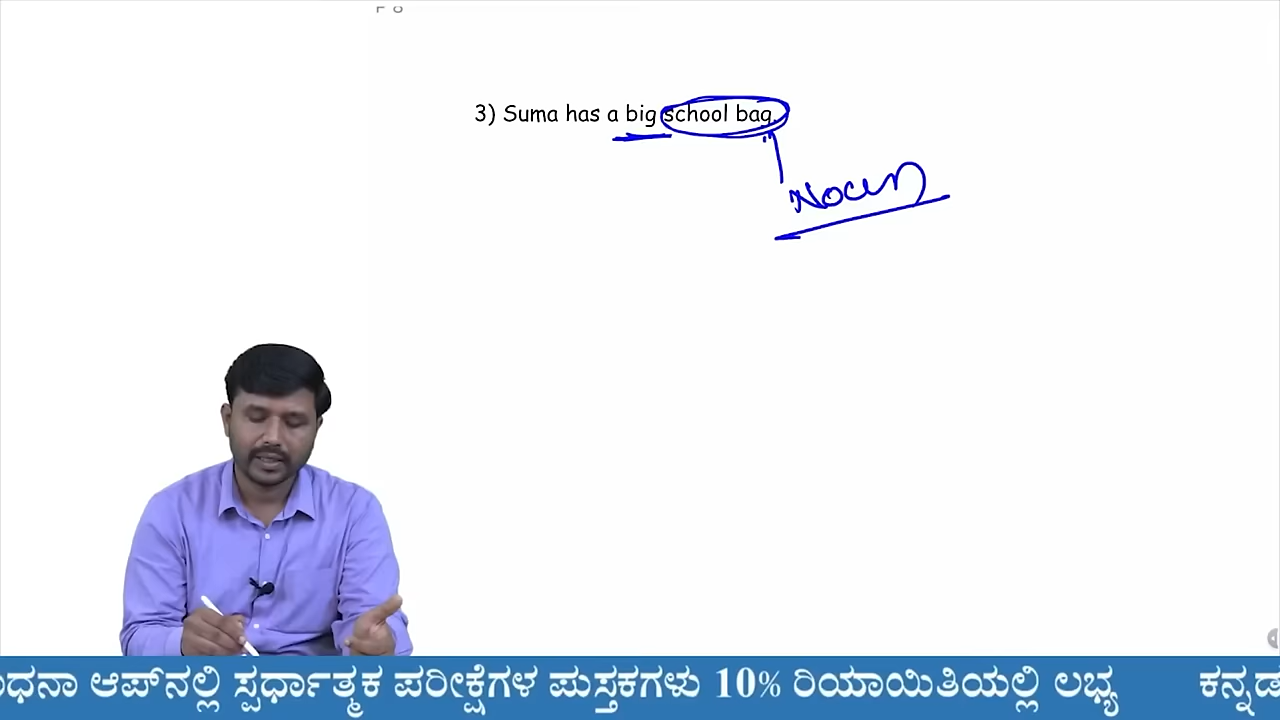 3) Suma has a big school bag.
Noun
ಧನಾ ಆಪ್‌ನಲ್ಲಿ ಸ್ಪರ್ಧಾತ್ಮಕ ಪರೀಕ್ಷೆಗಳ ಪುಸ್ತಕಗಳು 10% ರಿಯಾಯಿತಿಯಲ್ಲಿ ಲಭ್ಯ ಕನ್ನಡ